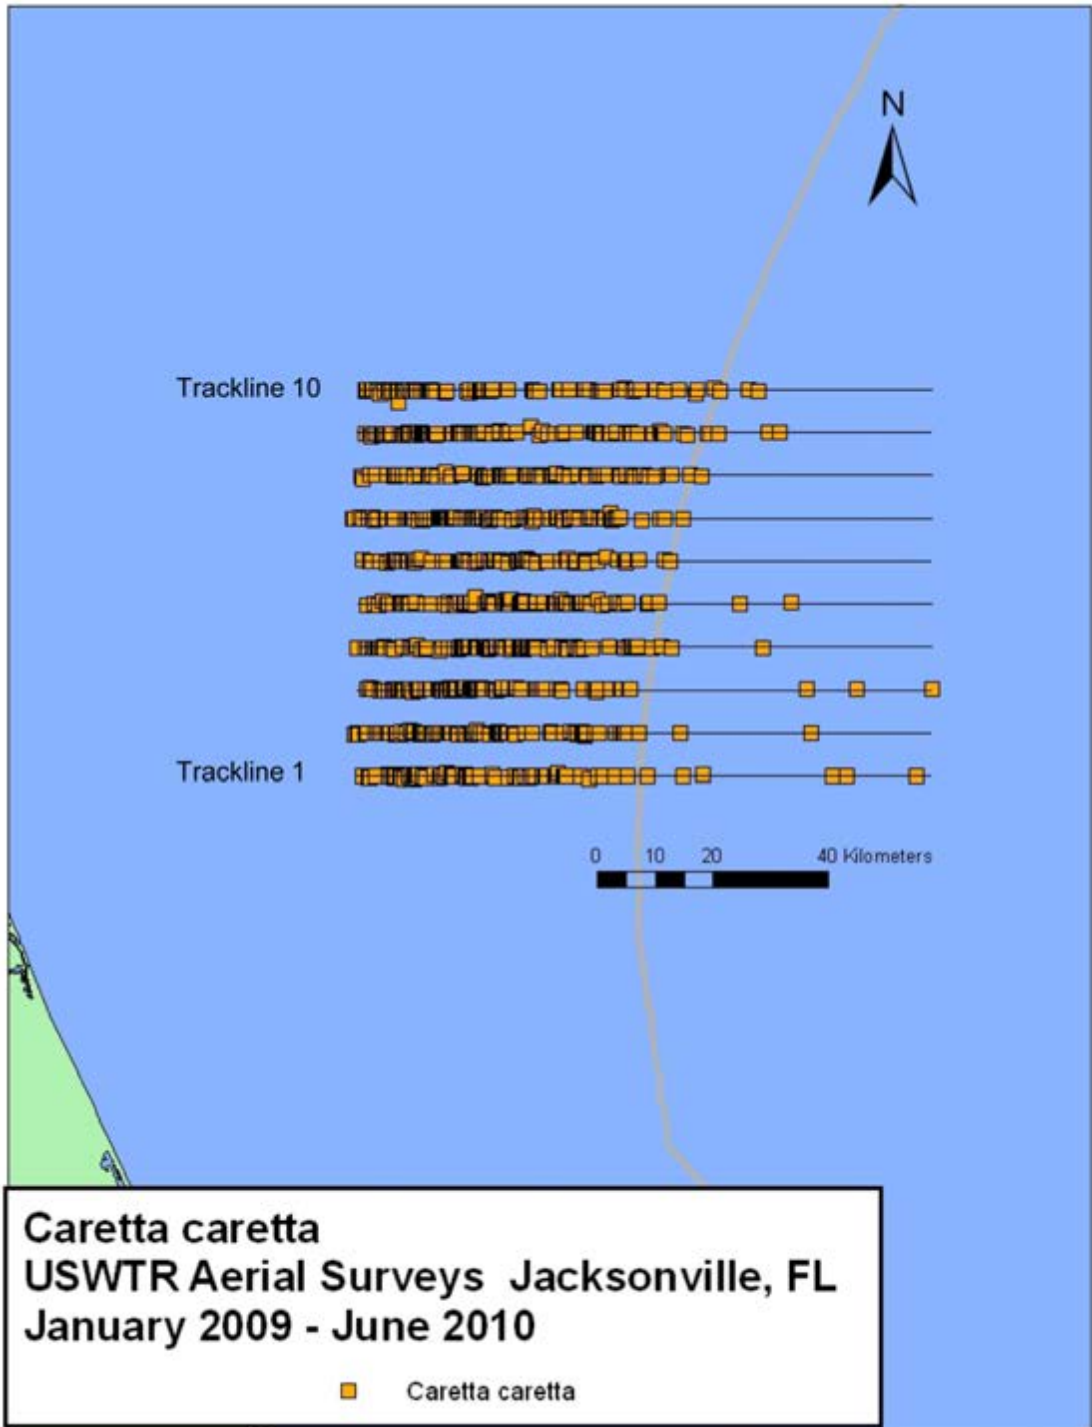 N
Trackline 10
Trackline 1
0 10 20 40 Kilometers
Caretta caretta
USWTR Aerial Surveys Jacksonville, FL
January 2009 - June 2010
Caretta caretta